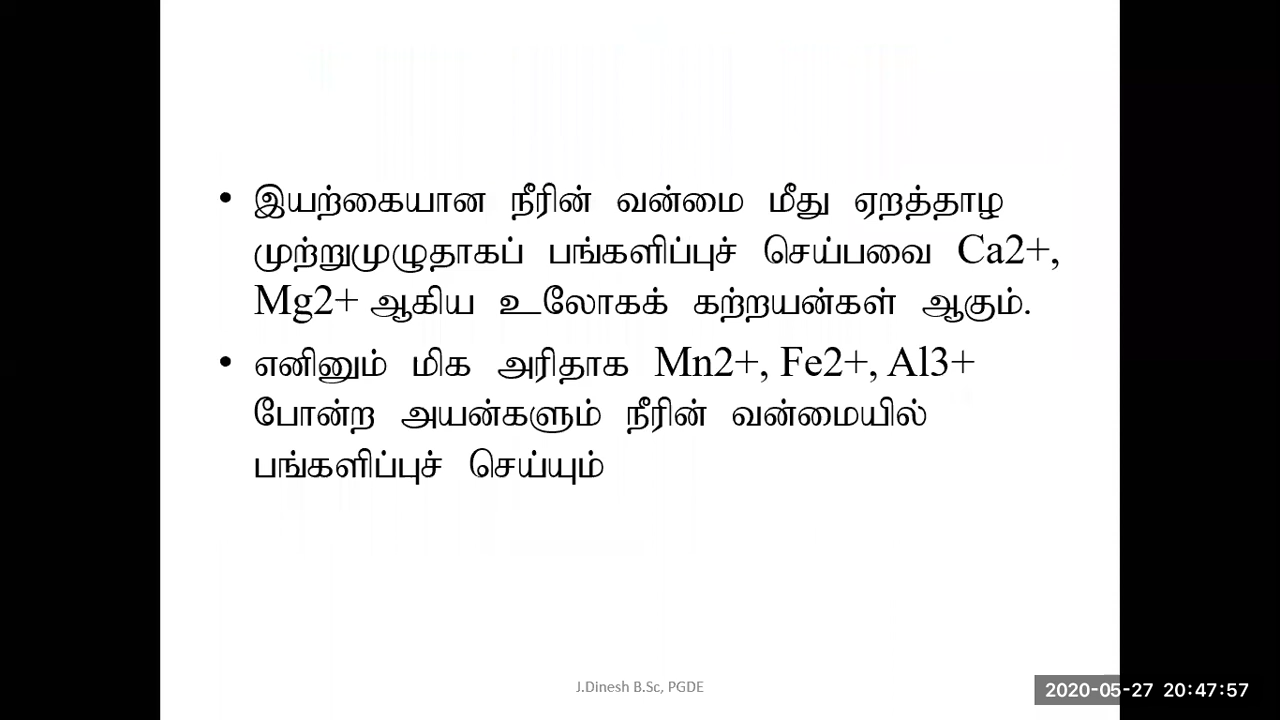 • இயற்கையான நீரின் வன்மை மீது ஏறத்தாழ
முற்றுமுழுதாகப் பங்களிப்புச் செய்பவை Ca2+,
Mg2+ ஆகிய உலோகக் கற்றயன்கள் ஆகும்.
• எனினும் மிக அரிதாக Mn2+, Fe2+, Al3+
போன்ற அயன்களும் நீரின் வன்மையில்
பங்களிப்புச் செய்யும்
J.Dinesh B.Sc, PGDE
2020-05-27 20:47:57